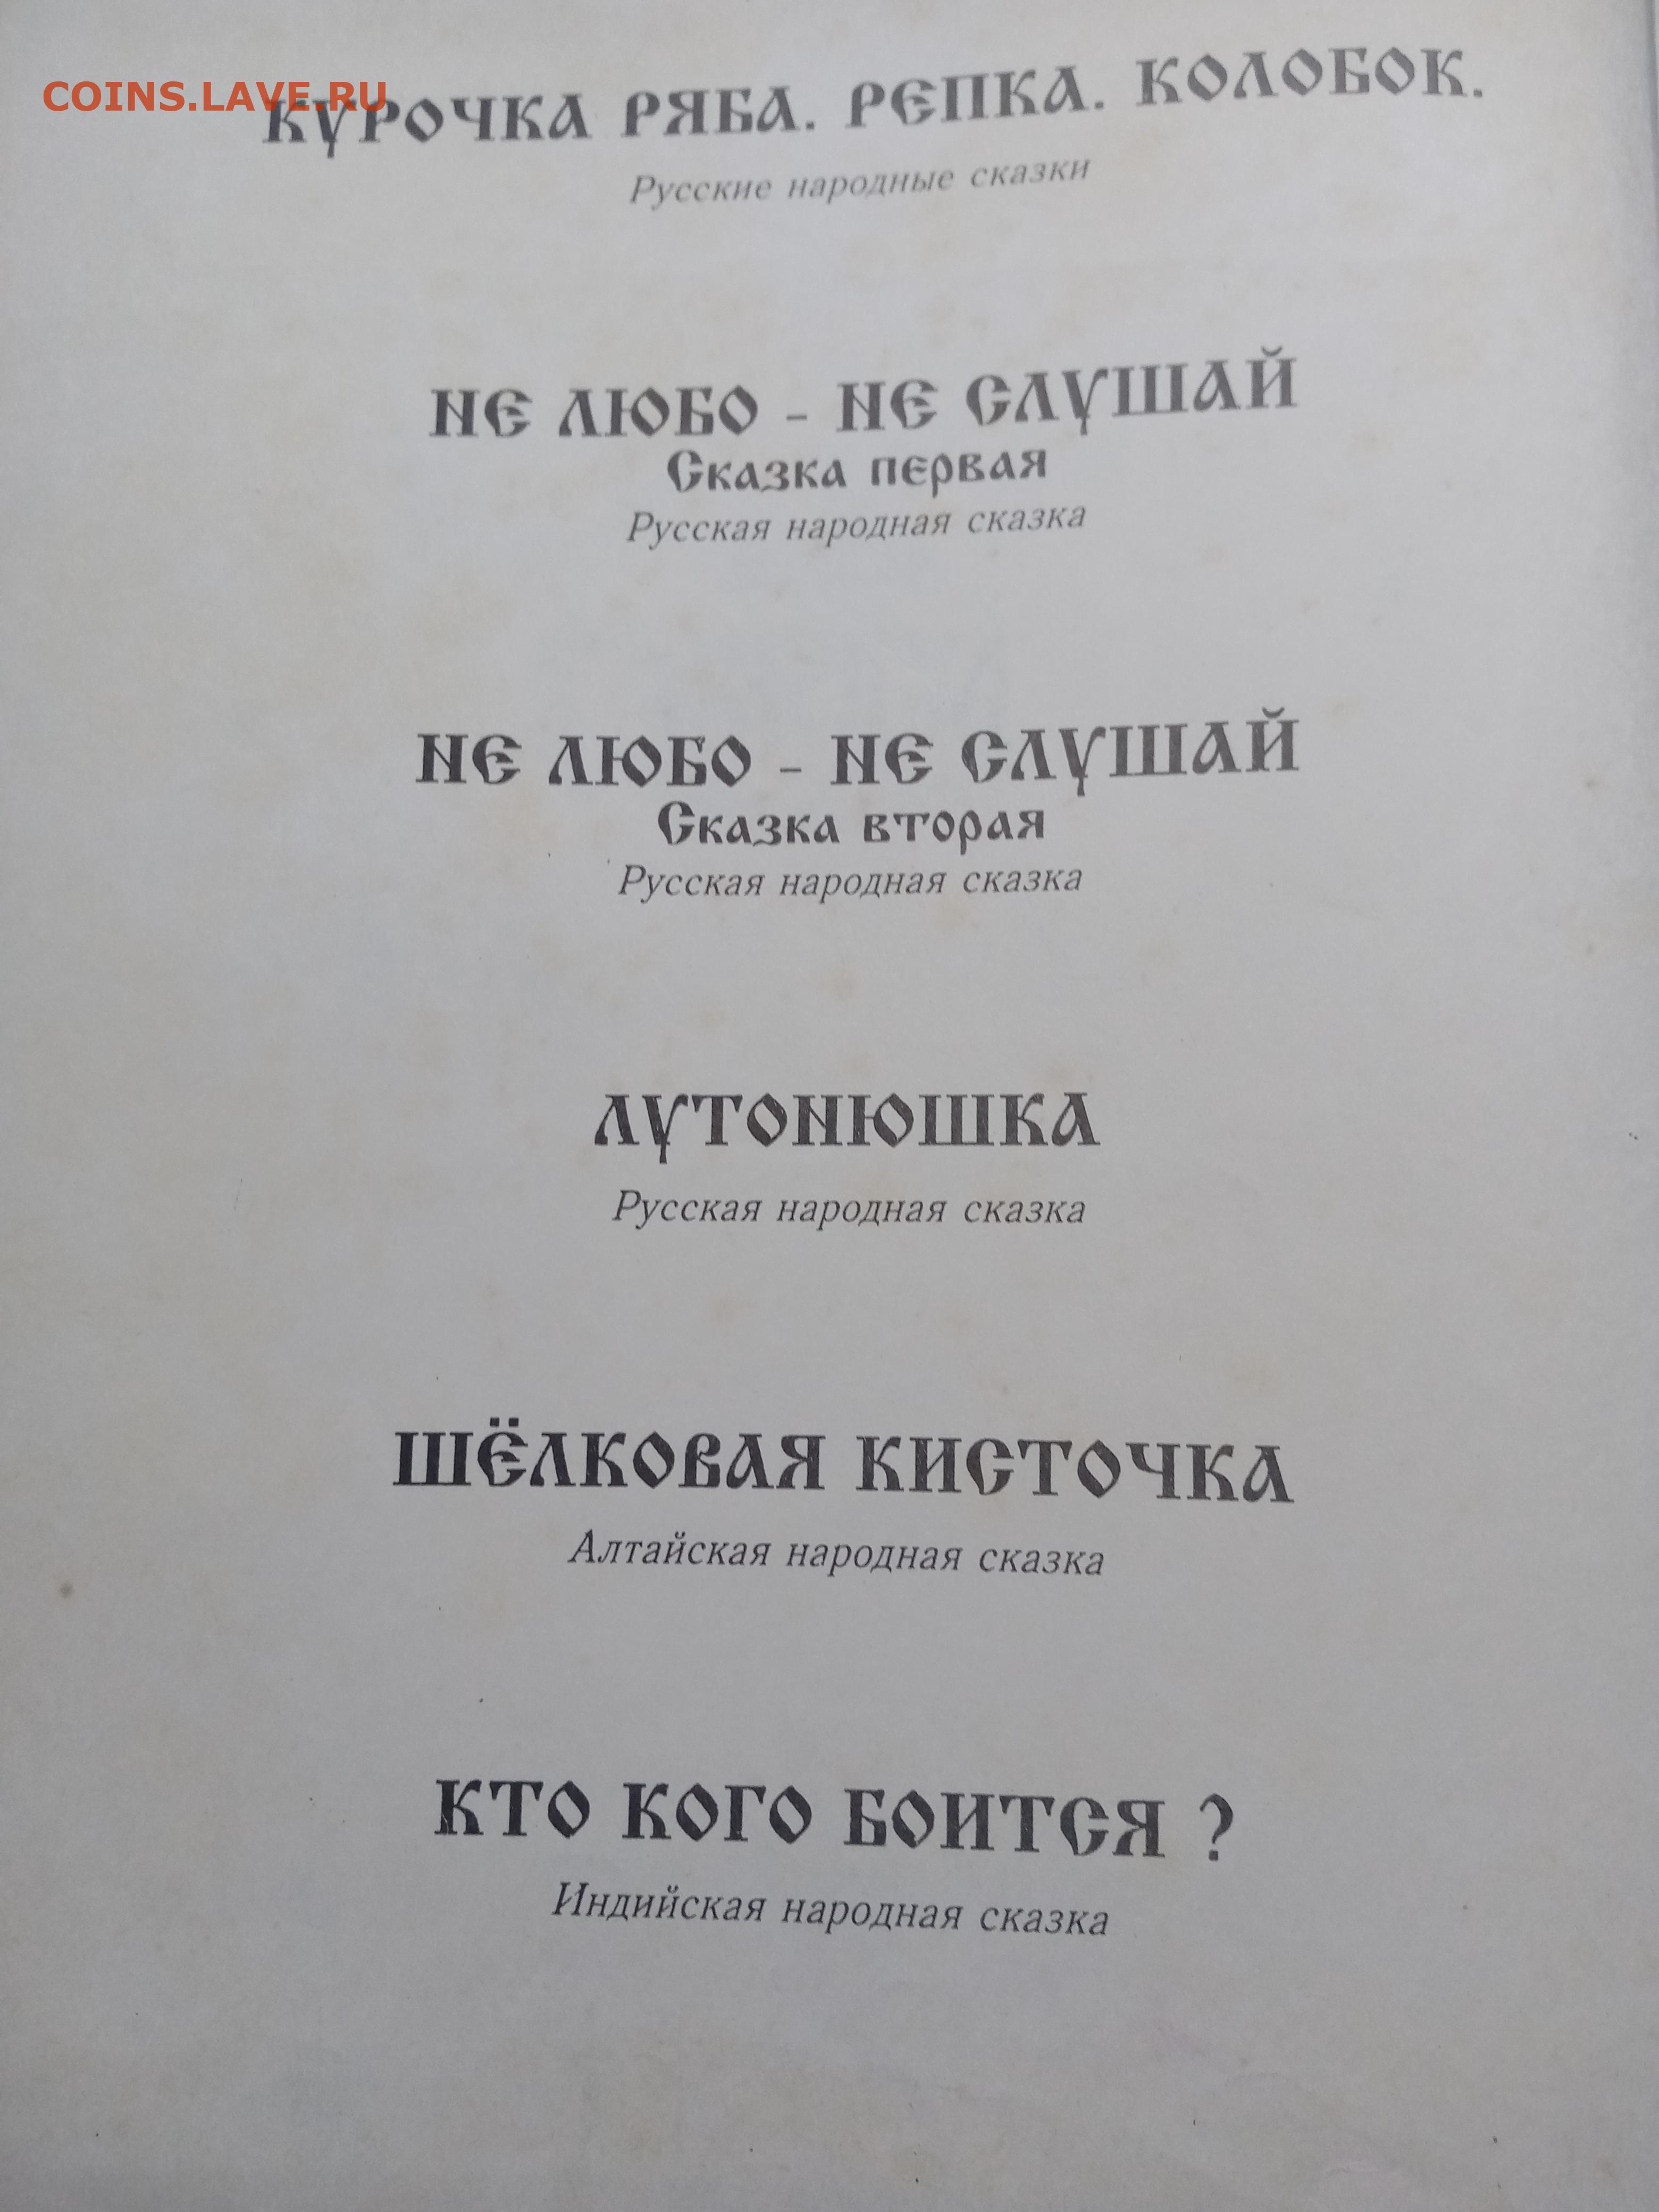 COINS.LAVE.RU
КУРОЧКА РЯБА. РЕПКА. КОЛОБОК.
Русские народные сказки
НЕ ЛЮБО - НЕ СЛУШАЙ
Сказка первая
Русская народная сказка
НЕ ЛЮБО - НЕ СЛУШАЙ
Сказка вторая
Русская народная сказка
ЛУТОНЮШКА
Русская народная сказка
ШЁЛКОВАЯ КИСТОЧКА
Алтайская народная сказка
КТО КОГО БОИТСЯ ?
Индийская народная сказка